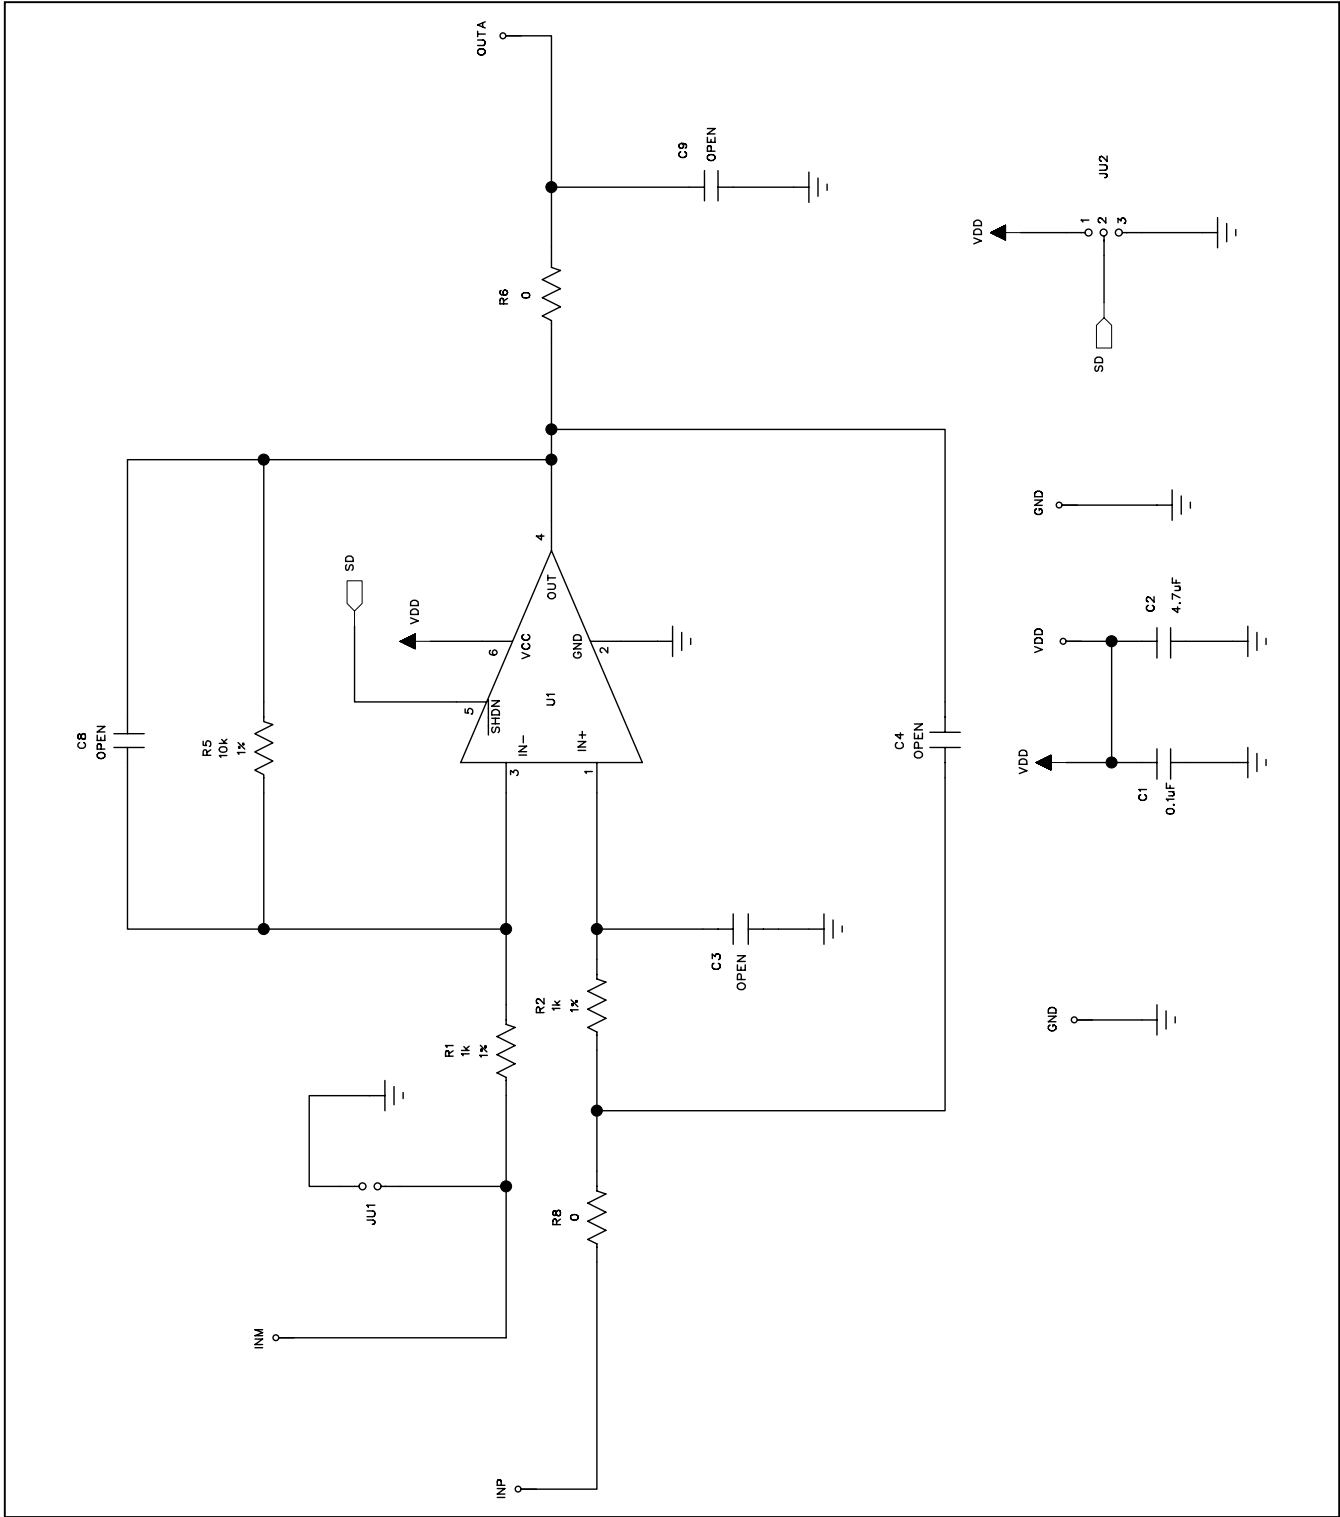 OUTA
C9
OPEN
R6
0
JU2
VDD
1
2
3
SD
C8
OPEN
R5
10k
1%
SD
VDD
4
OUT
6
VCC
GND
2
5
SHDN
U1
3
IN-
IN+
1
C4
OPEN
GND
VDD
C2
4.7uF
VDD
C1
0.1uF
GND
C3
OPEN
R2
1k
1%
R1
1k
1%
JU1
R8
0
INM
INP